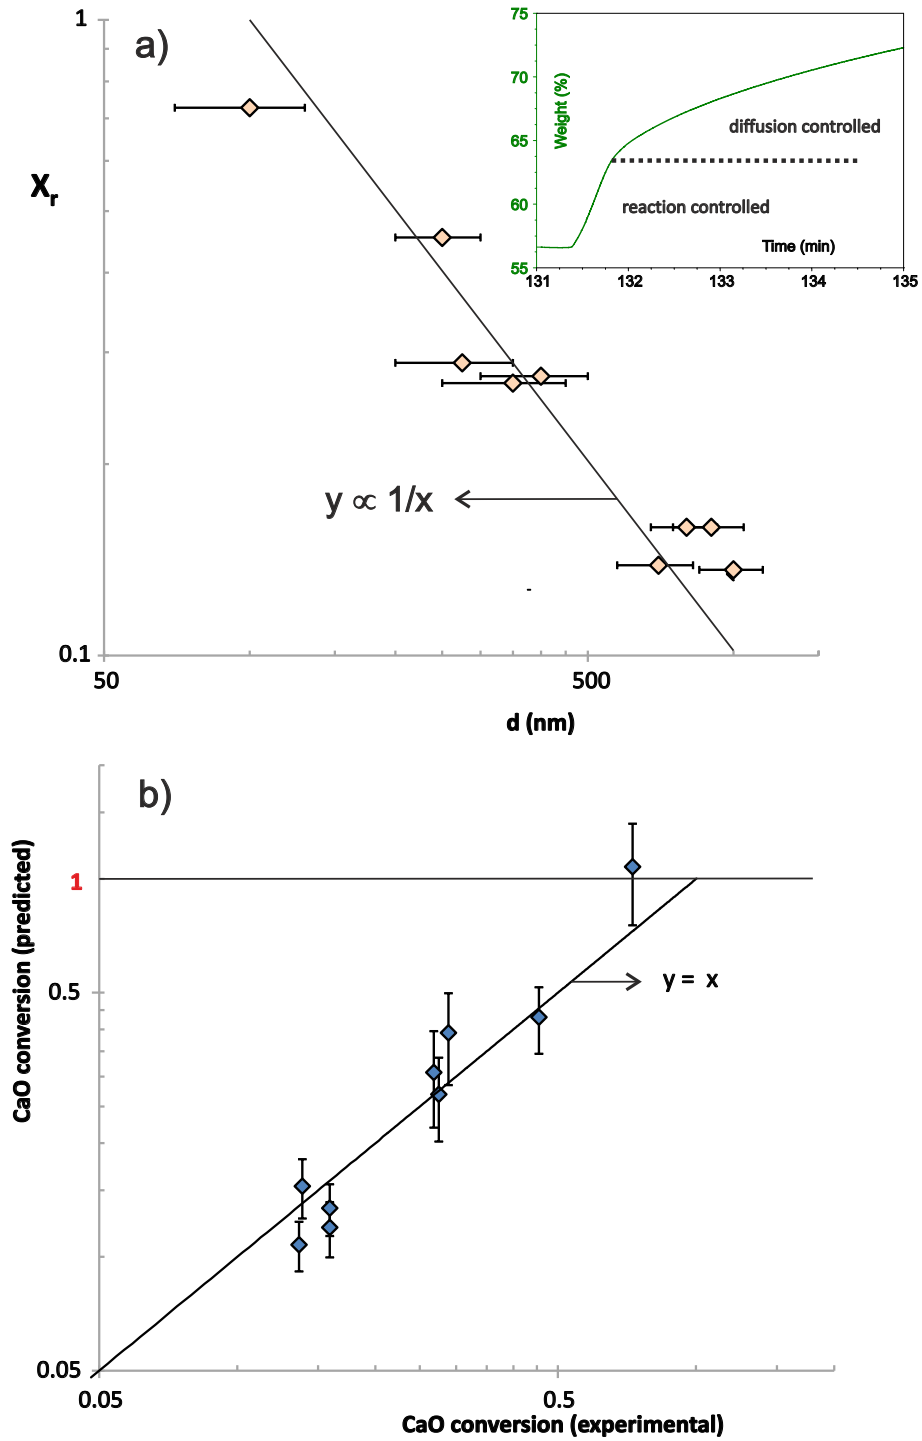 a)
1
X_r
0.1
50
500
d (nm)
y ∝ 1/x
75
70
65
60
55
Weight (%)
diffusion controlled
reaction controlled
Time (min)
131
132
133
134
135
b)
CaO conversion (predicted)
1
0.5
0.05
y = x
0.05
0.5
CaO conversion (experimental)